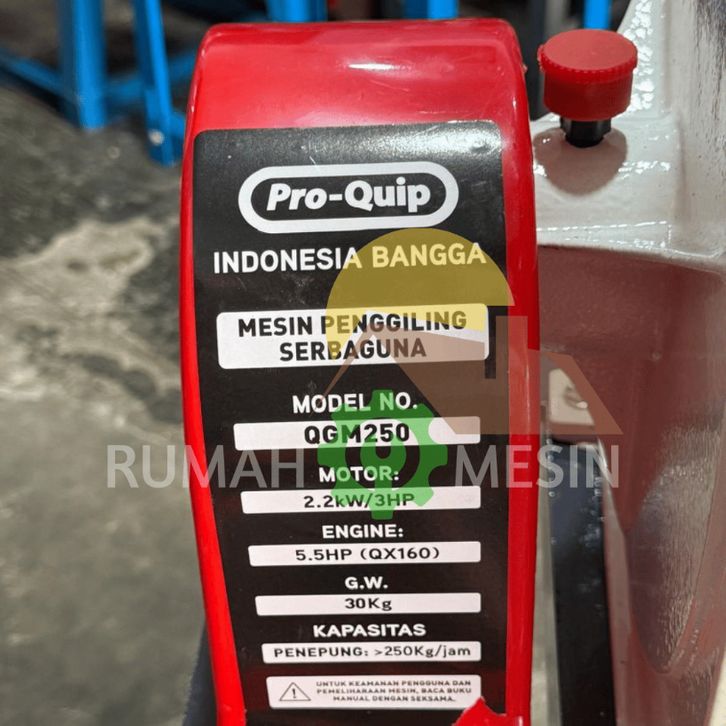 Pro-Quip
INDONESIA BANGGA
MESIN PENGGILING
SERBAGUNA
MODEL NO.
QGM250
RUMAH MESIN
MOTOR:
2.2kW/3HP
ENGINE:
5.5HP (QX160)
G.W.
30Kg
KAPASITAS
PENEPUNG: >250Kg/jam
UNTUK KEAMANAN PENGGUNA DAN
PEMELIHARAAN MESIN, BACA BUKU
MANUAL DENGAN SEKSAMA.